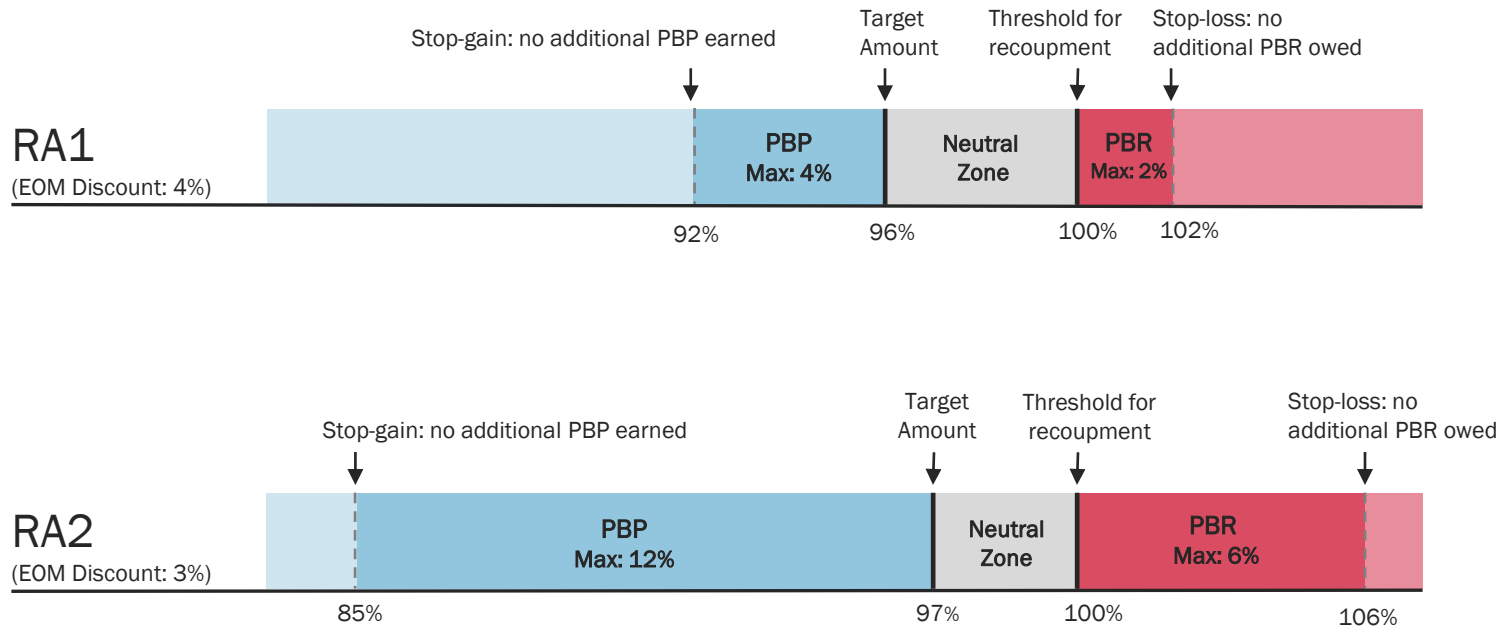 Stop-gain: no additional PBP earned
Target
Amount
Threshold for
recoupment
Stop-loss: no
additional PBR owed
RA1
(EOM Discount: 4%)
PBP
Max: 4%
Neutral
Zone
PBR
Max: 2%
92%
96%
100%
102%
Stop-gain: no additional PBP earned
Target
Amount
Threshold for
recoupment
Stop-loss: no
additional PBR owed
RA2
(EOM Discount: 3%)
PBP
Max: 12%
Neutral
Zone
PBR
Max: 6%
85%
97%
100%
106%